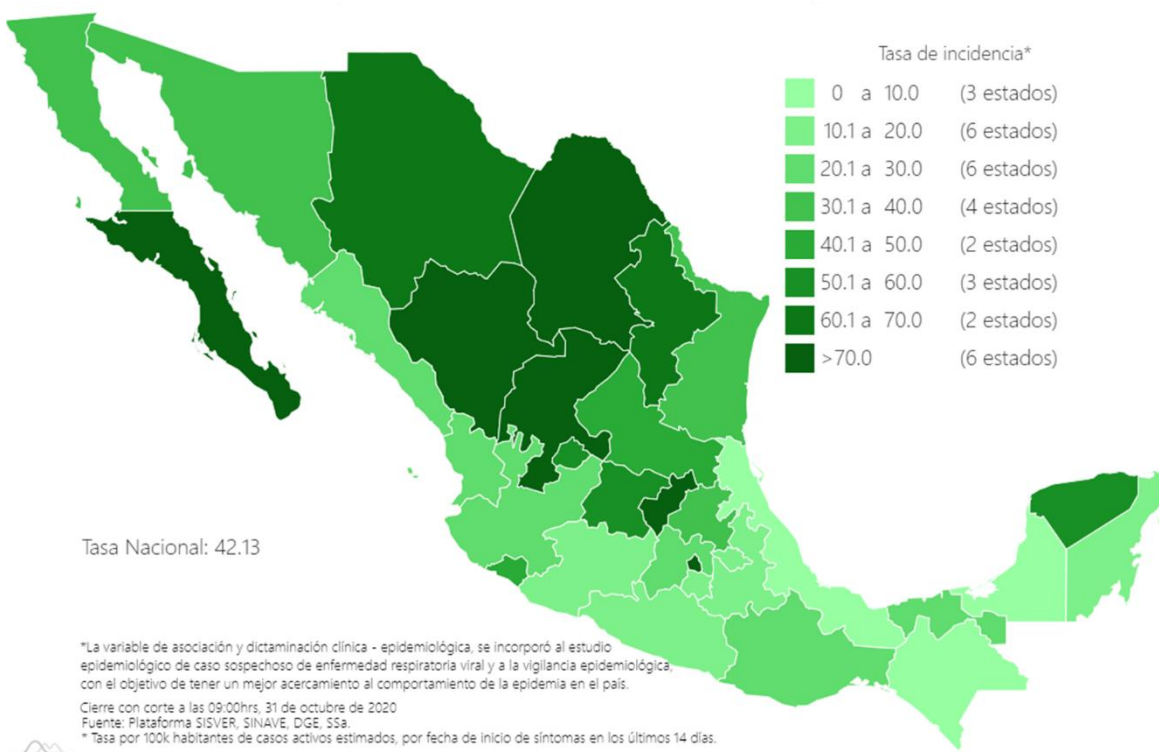 Tasa de incidencia*
0 a 10.0 (3 estados)
10.1 a 20.0 (6 estados)
20.1 a 30.0 (6 estados)
30.1 a 40.0 (4 estados)
40.1 a 50.0 (2 estados)
50.1 a 60.0 (3 estados)
60.1 a 70.0 (2 estados)
>70.0 (6 estados)
Tasa Nacional: 42.13
*La variable de asociación y dictaminación clínica - epidemiológica, se incorporó al estudio
epidemiológico de caso sospechoso de enfermedad respiratoria viral y a la vigilancia epidemiológica,
con el objetivo de tener un mejor acercamiento al comportamiento de la epidemia en el país.
Cierre con corte a las 09:00hrs, 31 de octubre de 2020
Fuente: Plataforma SISVER, SINAVE, DGE, SSa.
* Tasa por 100k habitantes de casos activos estimados, por fecha de inicio de síntomas en los últimos 14 días.